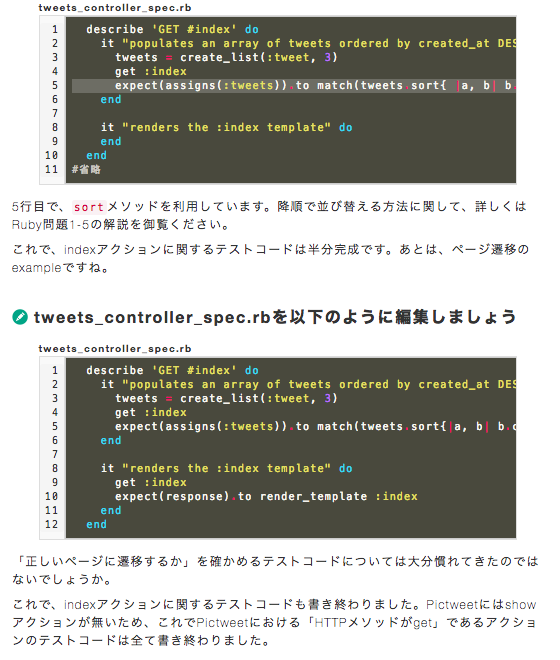 tweets_controller_spec.rb
1 describe 'GET #index' do
2 it "populates an array of tweets ordered by created_at DES
3 tweets = create_list(:tweet, 3)
4 get :index
5 expect(assigns(:tweets)).to match(tweets.sort{ |a, b| b.
6 end
7
8 it "renders the :index template" do
9 end
10 end
11 #省略
5行目で、sortメソッドを利用しています。降順で並び替える方法に関して、詳しくは
Ruby問題1-5の解説を御覧ください。
これで、indexアクションに関するテストコードは半分完成です。あとは、ページ遷移の
exampleですね。
tweets_controller_spec.rbを以下のように編集しましょう
tweets_controller_spec.rb
1 describe 'GET #index' do
2 it "populates an array of tweets ordered by created_at DES
3 tweets = create_list(:tweet, 3)
4 get :index
5 expect(assigns(:tweets)).to match(tweets.sort{|a, b| b.c
6 end
7
8 it "renders the :index template" do
9 get :index
10 expect(response).to render_template :index
11 end
12 end
「正しいページに遷移するか」を確かめるテストコードについては大分慣れてきたのでは
ないでしょうか。
これで、indexアクションに関するテストコードも書き終わりました。Pictweetにはshow
アクションが無いため、これでPictweetにおける「HTTPメソッドがget」であるアクショ
ンのテストコードは全て書き終わりました。